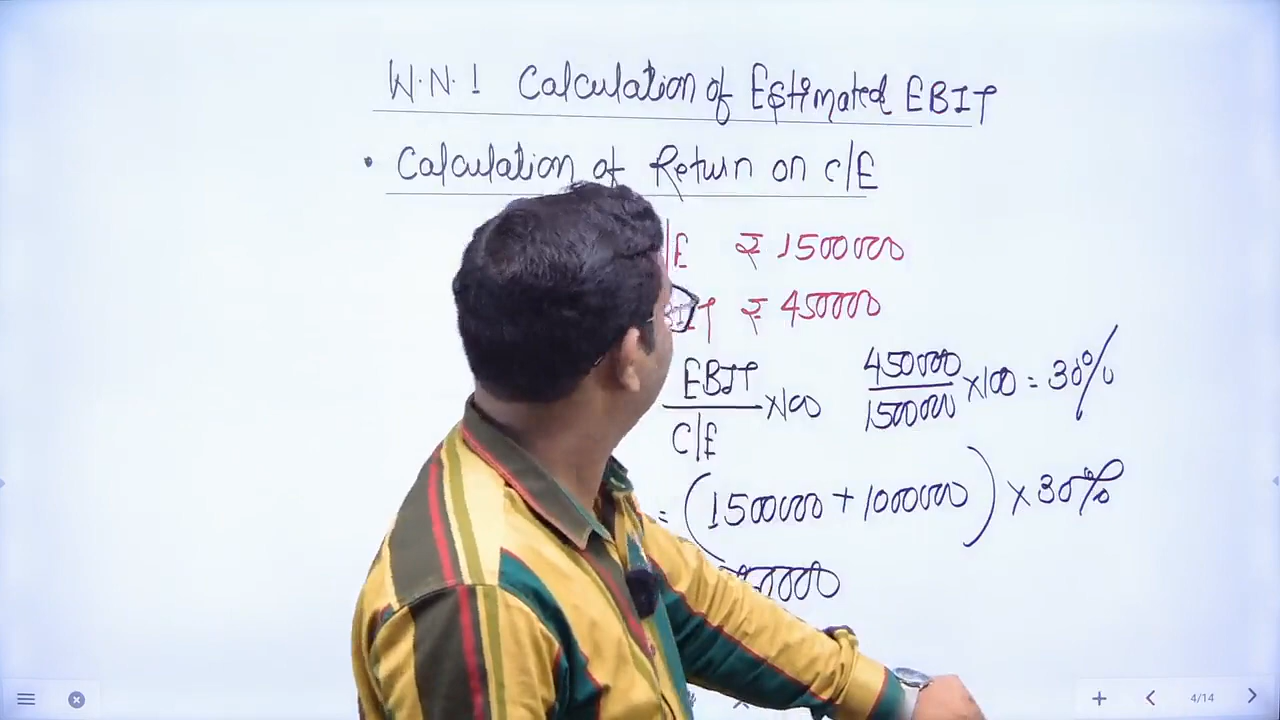 W.N.1 Calculation of Estimated EBIT
• Calculation of Return on C/E
/E ₹ 1500000
BIT ₹ 450000
EBIT/C/E ×100 450000/1500000 ×100 = 30%
= (1500000 + 1000000) × 30%
4/14